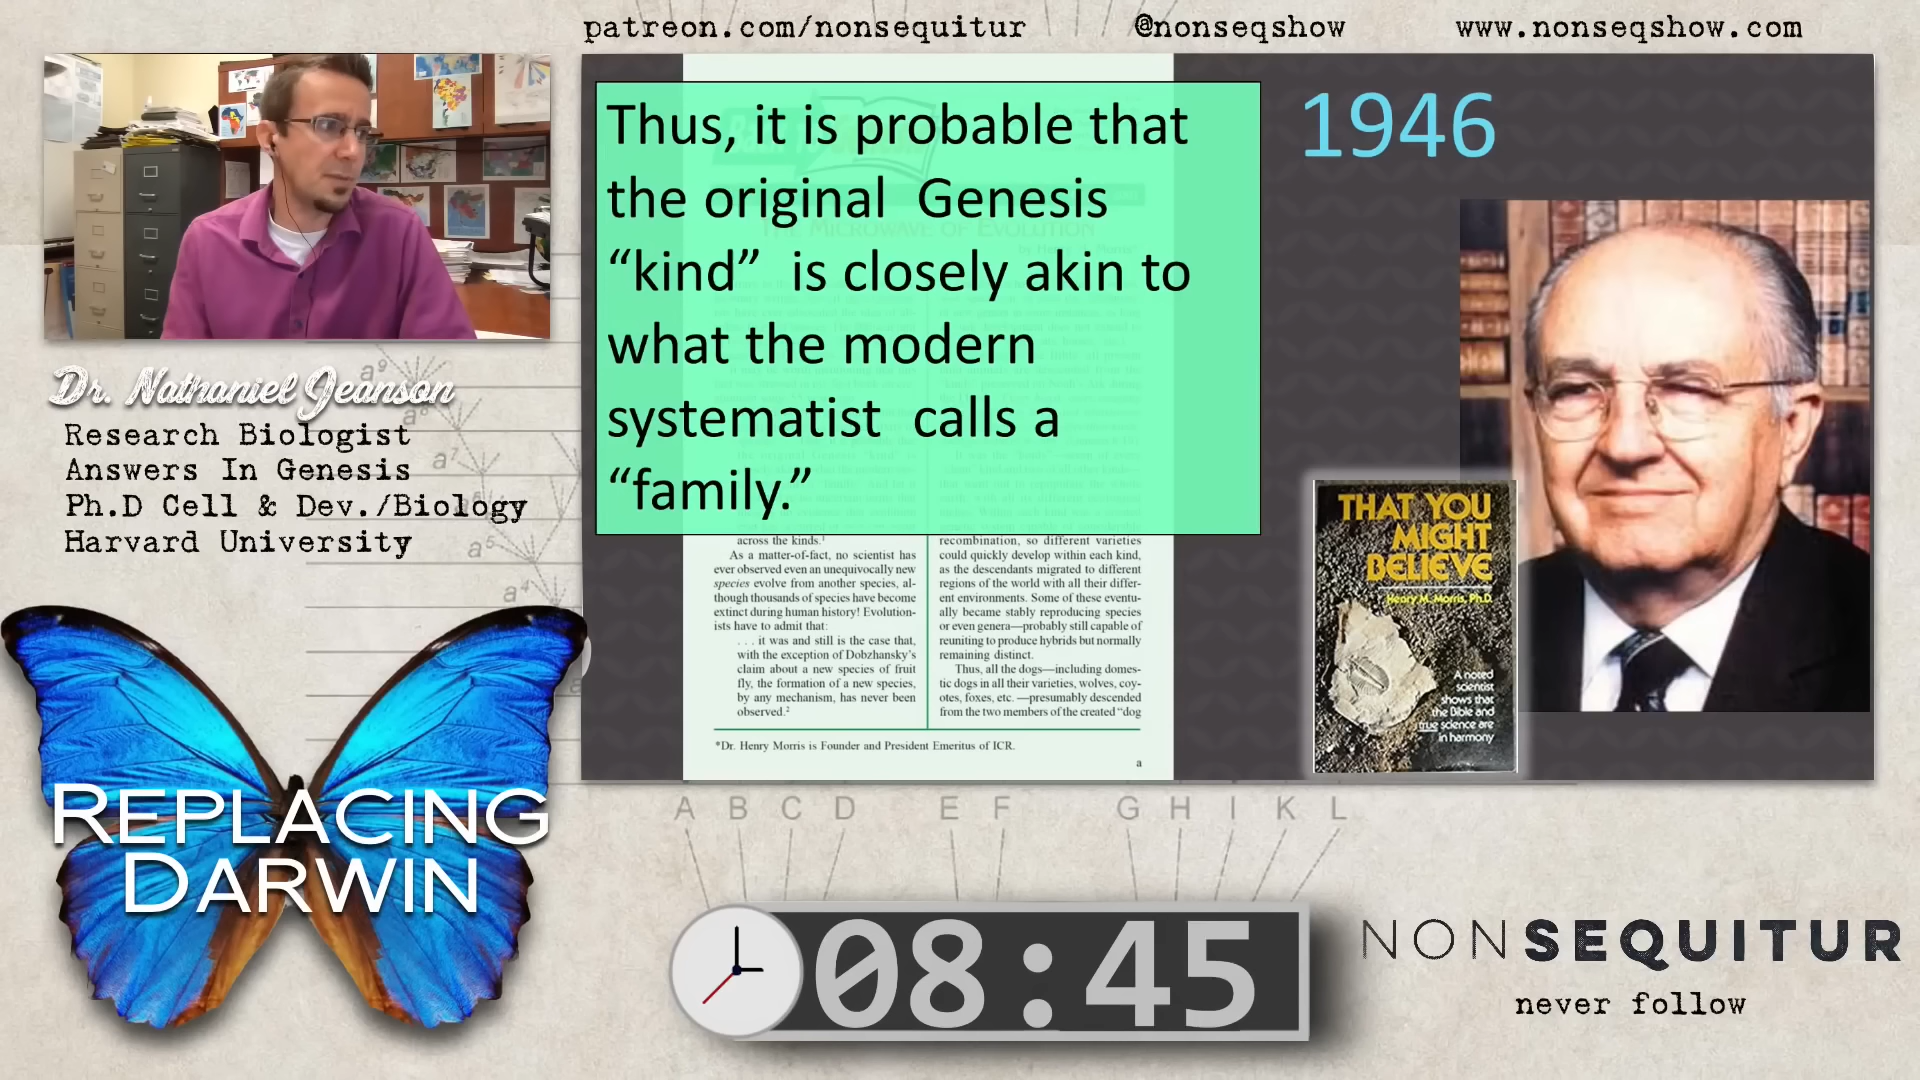 patreon.com/nonsequitur
@nonseqshow
www.nonseqshow.com
Dr. Nathaniel Jeanson
Research Biologist
Answers In Genesis
Ph.D Cell & Dev./Biology
Harvard University
REPLACING
DARWIN
Thus, it is probable that
the original Genesis
“kind” is closely akin to
what the modern
systematist calls a
“family.”
across the kinds.¹
As a matter-of-fact, no scientist has
ever observed even an unequivocally new
species evolve from another species, al-
though thousands of species have become
extinct during human history! Evolution-
ists have to admit that:
. . . it was and still is the case that,
with the exception of Dobzhansky’s
claim about a new species of fruit
fly, the formation of a new species,
by any mechanism, has never been
observed.²
recombination, so different varieties
could quickly develop within each kind,
as the descendants migrated to different
regions of the world with all their differ-
ent environments. Some of these eventu-
ally became stably reproducing species
or even genera—probably still capable of
reuniting to produce hybrids but normally
remaining distinct.
Thus, all the dogs—including domes-
tic dogs in all their varieties, wolves, coy-
otes, foxes, etc. —presumably descended
from the two members of the created “dog
*Dr. Henry Morris is Founder and President Emeritus of ICR.
a
1946
THAT YOU
MIGHT
BELIEVE
Henry M. Morris, Ph.D.
A noted
scientist
shows that
the Bible and
true science are
in harmony
a⁹
a⁸
a⁷
a⁵
a⁴
A B C D E F G H I K L
08:45
NONSEQUITUR
never follow